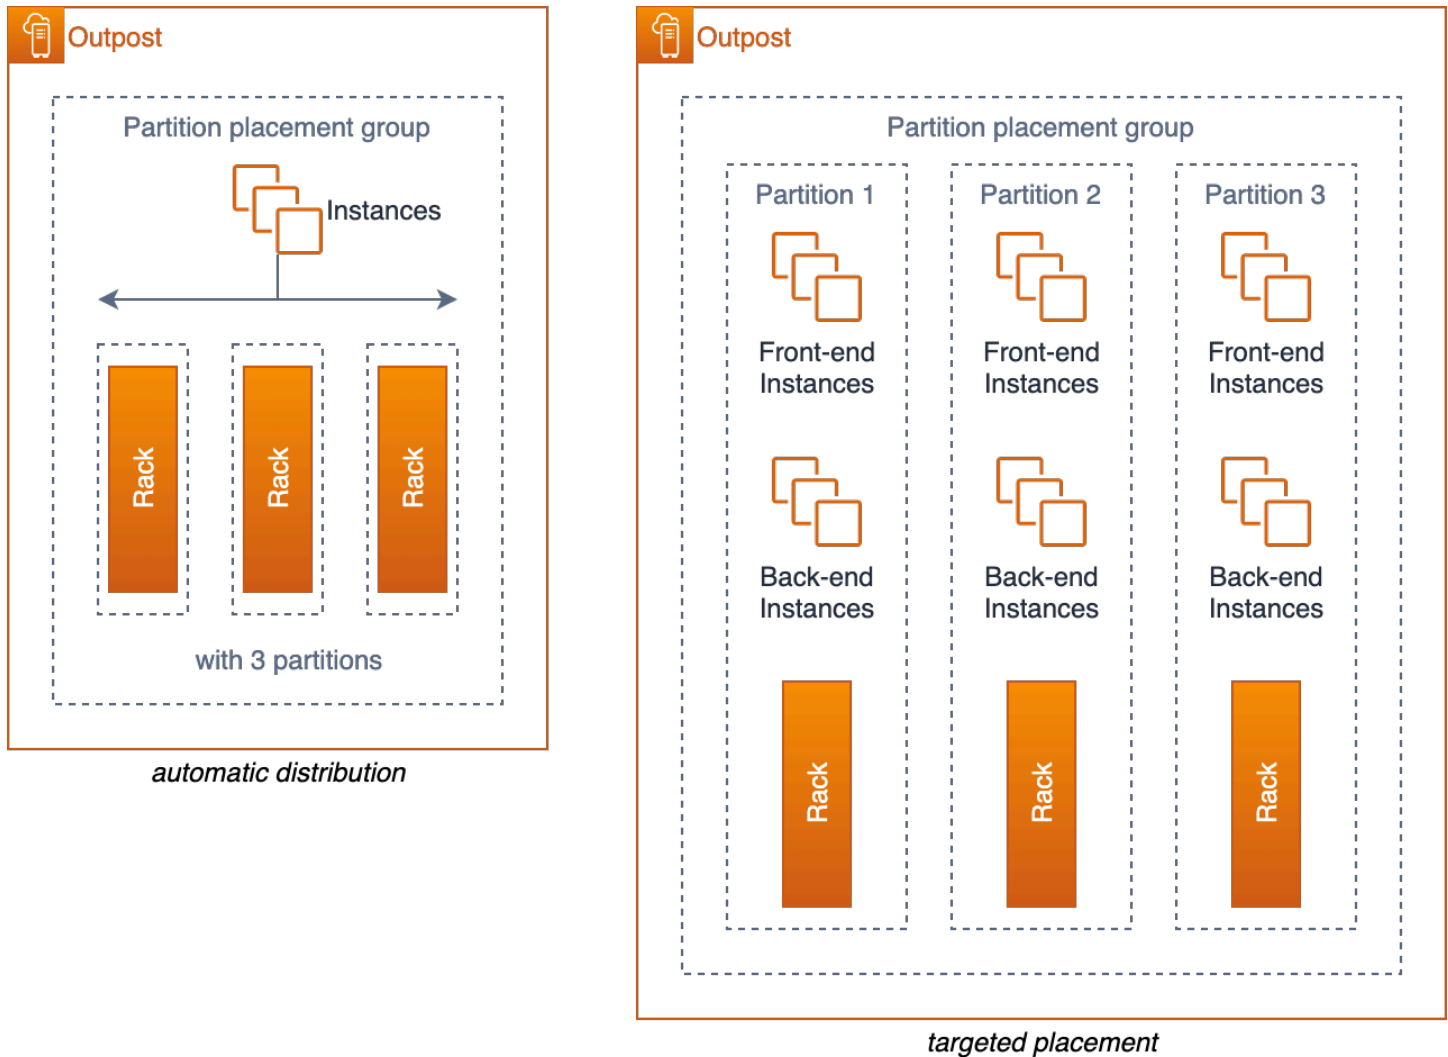 Outpost
Partition placement group
Instances
Rack
Rack
Rack
with 3 partitions
automatic distribution
Outpost
Partition placement group
Partition 1
Front-end
Instances
Back-end
Instances
Rack
Partition 2
Front-end
Instances
Back-end
Instances
Rack
Partition 3
Front-end
Instances
Back-end
Instances
Rack
targeted placement